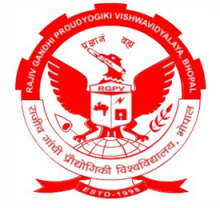 RAJIV GANDHI PROUDYOGIKI VISHWAVIDYALAYA, BHOPAL
प्रज्ञानं ब्रह्म
RGPV
राजीव गांधी प्रौद्योगिकी विश्वविद्यालय, भोपाल
ESTD-1998